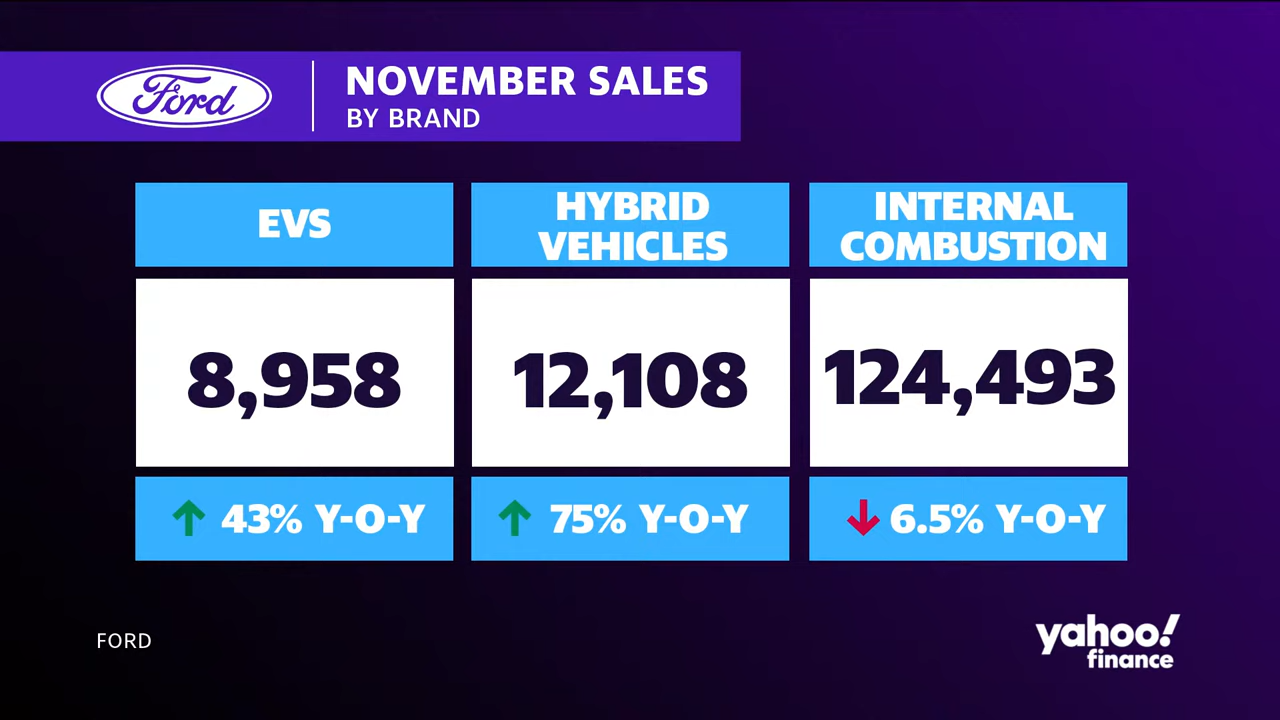 Ford
NOVEMBER SALES
BY BRAND
EVS
HYBRID
VEHICLES
INTERNAL
COMBUSTION
8,958
12,108
124,493
43% Y-O-Y
75% Y-O-Y
6.5% Y-O-Y
FORD
yahoo!
finance